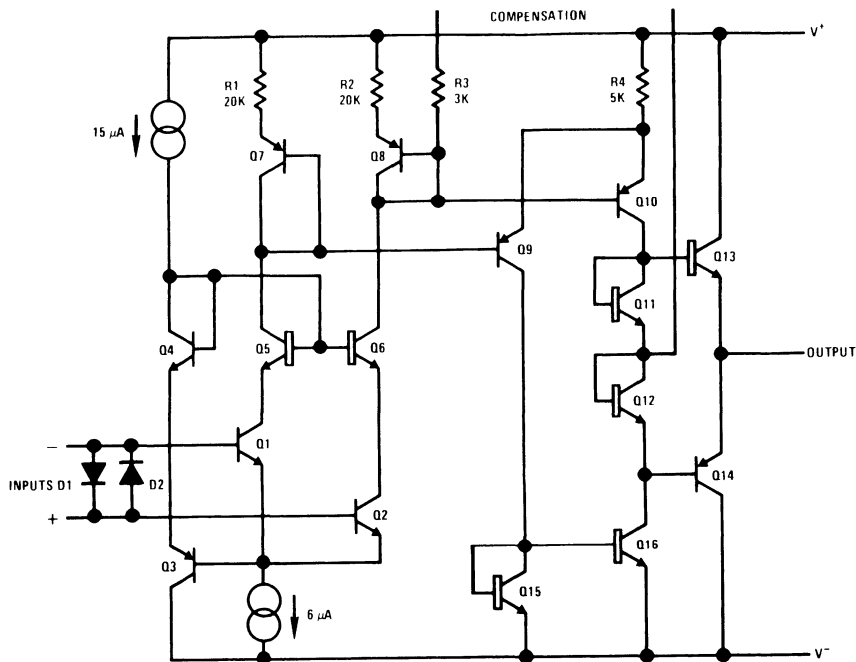 COMPENSATION
V+
R1
20K
R2
20K
R3
3K
R4
5K
15 μA
Q7
Q8
Q10
Q9
Q13
Q11
Q4
Q5
Q6
OUTPUT
Q12
−
Q1
INPUTS D1
D2
Q14
+
Q2
Q16
Q3
Q15
6 μA
V−